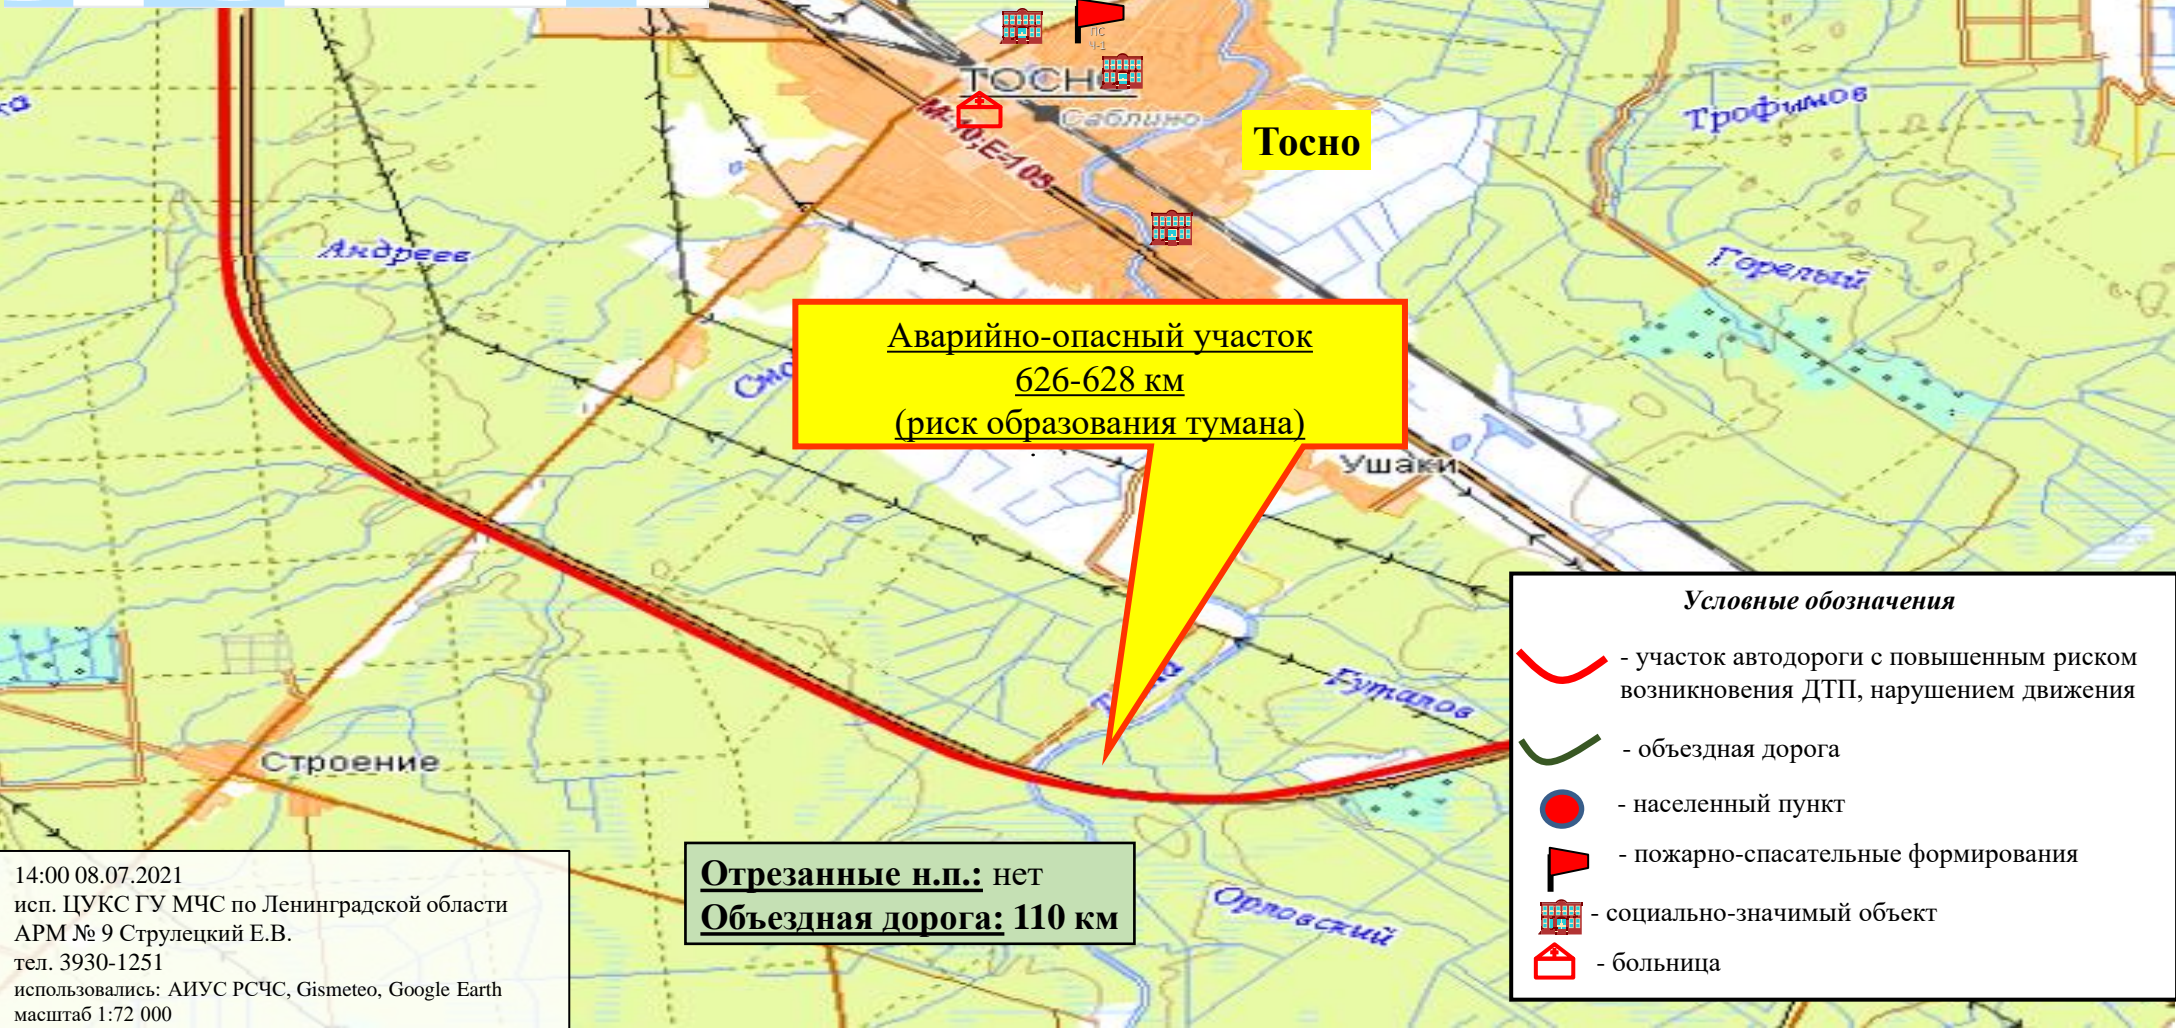 ПС
Ч-1
ТОСНО
М-10;Е-105
Саблино
Тосно
Трофимов
Андреев
Горелый
Аварийно-опасный участок
626-628 км
(риск образования тумана)
Ушаки
Гуталов
Строение
Орловский
Условные обозначения
- участок автодороги с повышенным риском
возникновения ДТП, нарушением движения
- объездная дорога
- населенный пункт
- пожарно-спасательные формирования
- социально-значимый объект
- больница
Отрезанные н.п.: нет
Объездная дорога: 110 км
14:00 08.07.2021
исп. ЦУКС ГУ МЧС по Ленинградской области
АРМ № 9 Струлецкий Е.В.
тел. 3930-1251
использовались: АИУС РСЧС, Gismeteo, Google Earth
масштаб 1:72 000